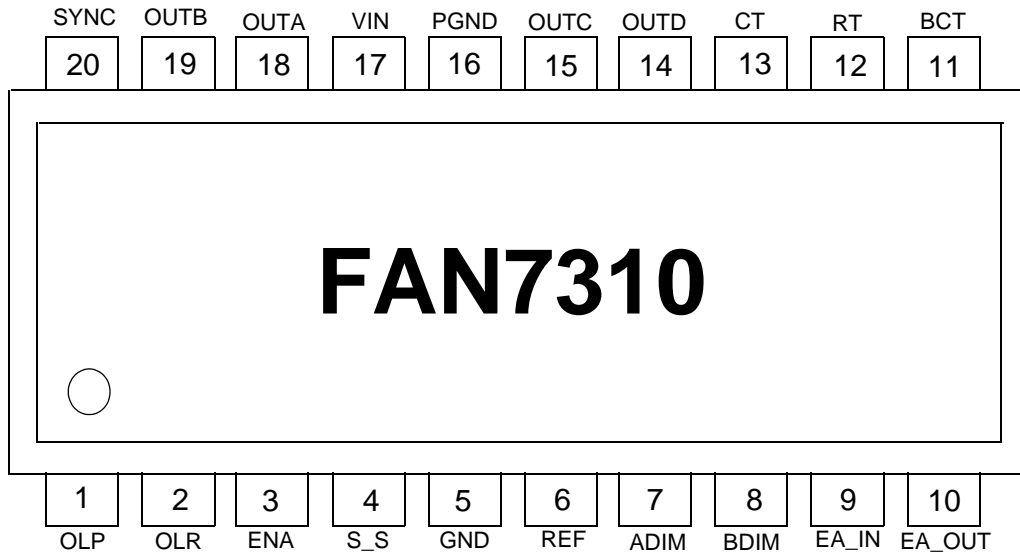 SYNC OUTB OUTA VIN PGND OUTC OUTD CT RT BCT
20 19 18 17 16 15 14 13 12 11
FAN7310
1 2 3 4 5 6 7 8 9 10
OLP OLR ENA S_S GND REF ADIM BDIM EA_IN EA_OUT